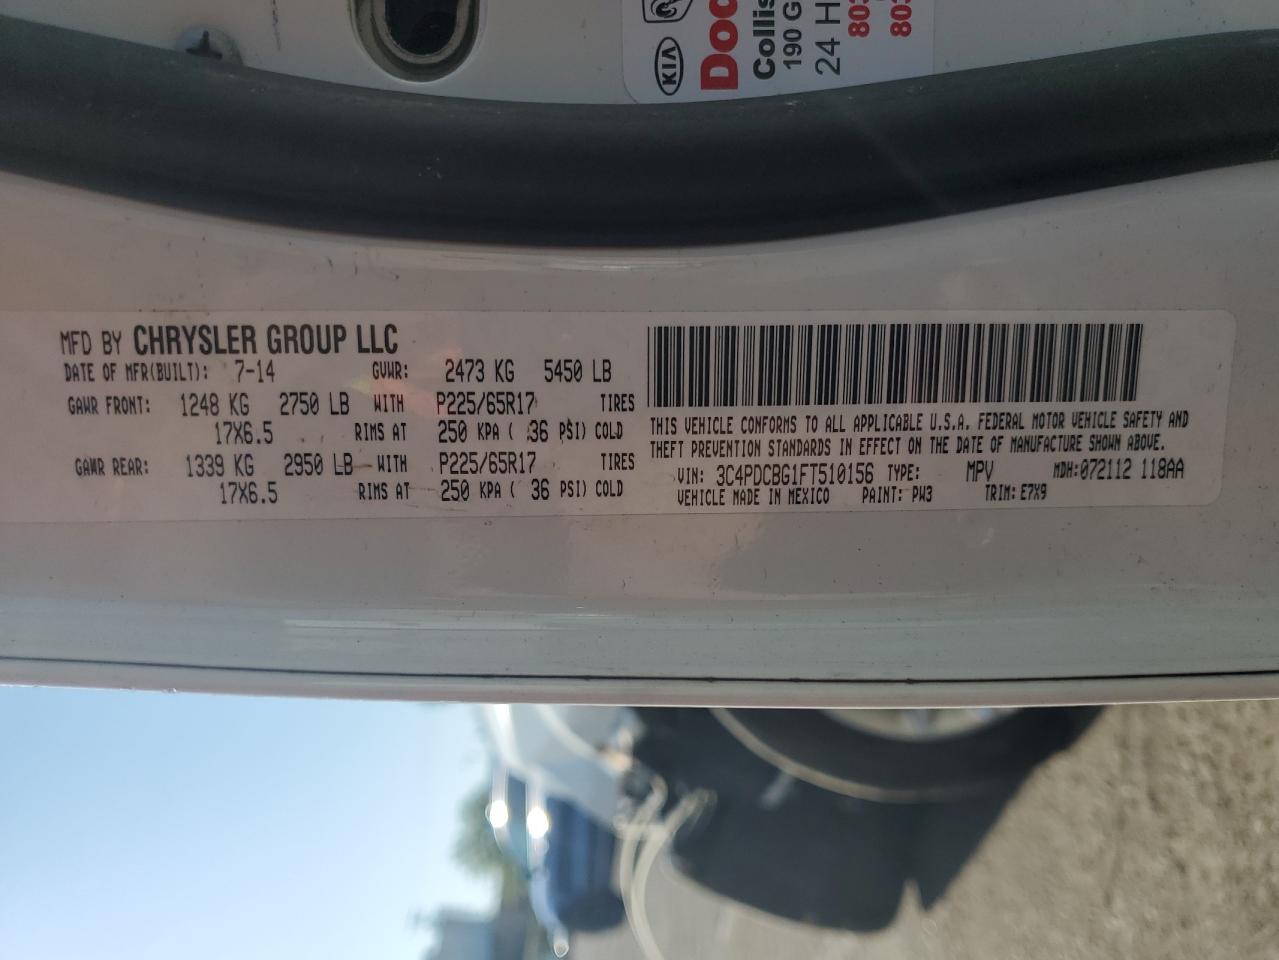 KIA
Doc
Collis
190 G
24 H
803
803
MFD BY CHRYSLER GROUP LLC
DATE OF MFR(BUILT): 7-14 GVWR: 2473 KG 5450 LB
GAWR FRONT: 1248 KG 2750 LB WITH P225/65R17 TIRES
17X6.5 RIMS AT 250 KPA ( 36 PSI) COLD
GAWR REAR: 1339 KG 2950 LB WITH P225/65R17 TIRES
17X6.5 RIMS AT 250 KPA ( 36 PSI) COLD
THIS VEHICLE CONFORMS TO ALL APPLICABLE U.S.A. FEDERAL MOTOR VEHICLE SAFETY AND
THEFT PREVENTION STANDARDS IN EFFECT ON THE DATE OF MANUFACTURE SHOWN ABOVE.
VIN: 3C4PDCBG1FT510156 TYPE: MPV MDH: 072112 118AA
VEHICLE MADE IN MEXICO PAINT: PW3 TRIM: E7X9